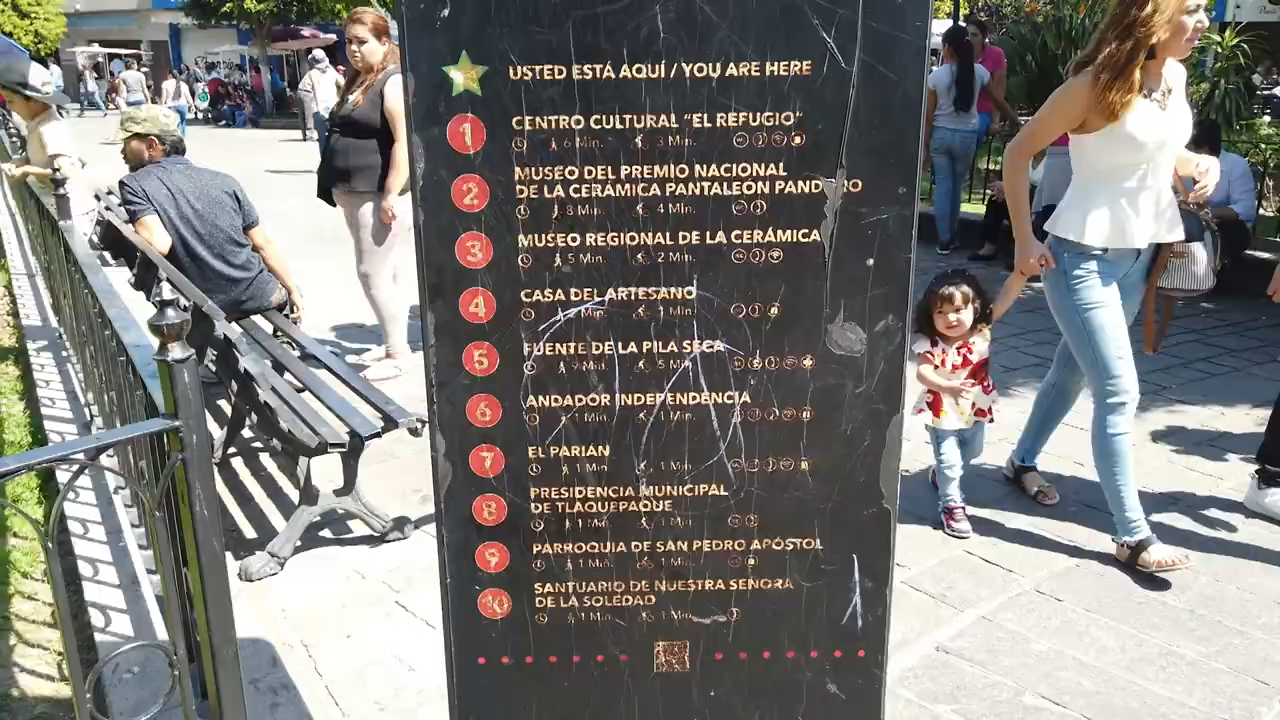 USTED ESTÁ AQUÍ / YOU ARE HERE
1 CENTRO CULTURAL "EL REFUGIO"
6 Min. 3 Min.
2 MUSEO DEL PREMIO NACIONAL
DE LA CERÁMICA PANTALEÓN
8 Min. 4 Min.
3 MUSEO REGIONAL DE LA CERÁMICA
5 Min. 2 Min.
4 CASA DEL ARTESANO
Min. 1 Min.
5 FUENTE DE LA PILA SECA
9 Min. 5 Min.
6 ANDADOR INDEPENDENCIA
1 Min. 1 Min.
7 EL PARIÁN
1 Min. 1 Min.
8 PRESIDENCIA MUNICIPAL
DE TLAQUEPAQUE
1 Min. 1 Min.
9 PARROQUIA DE SAN PEDRO APÓSTOL
1 Min. 1 Min.
10 SANTUARIO DE NUESTRA SEÑORA
DE LA SOLEDAD
1 Min. 1 Min.